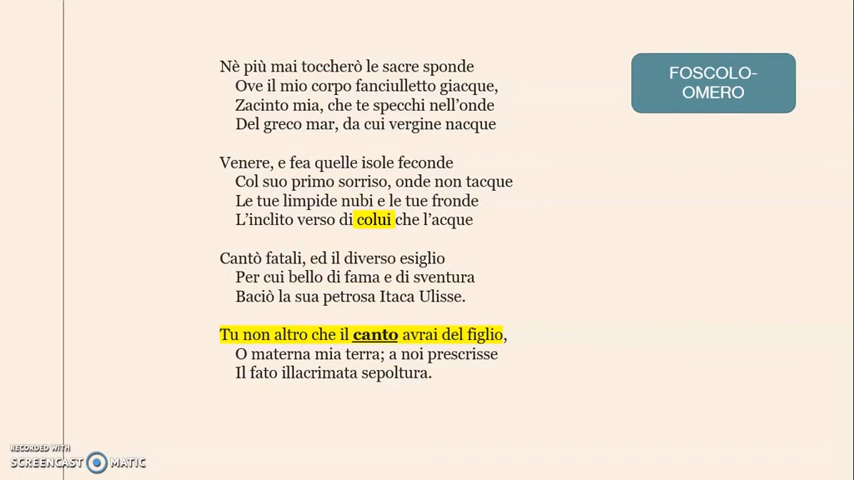 Nè più mai toccherò le sacre sponde
Ove il mio corpo fanciulletto giacque,
Zacinto mia, che te specchi nell’onde
Del greco mar, da cui vergine nacque
Venere, e fea quelle isole feconde
Col suo primo sorriso, onde non tacque
Le tue limpide nubi e le tue fronde
L’inclito verso di colui che l’acque
Cantò fatali, ed il diverso esiglio
Per cui bello di fama e di sventura
Baciò la sua petrosa Itaca Ulisse.
Tu non altro che il canto avrai del figlio,
O materna mia terra; a noi prescrisse
Il fato illacrimata sepoltura.
FOSCOLO-
OMERO
RECORDED WITH
SCREENCAST MATIC